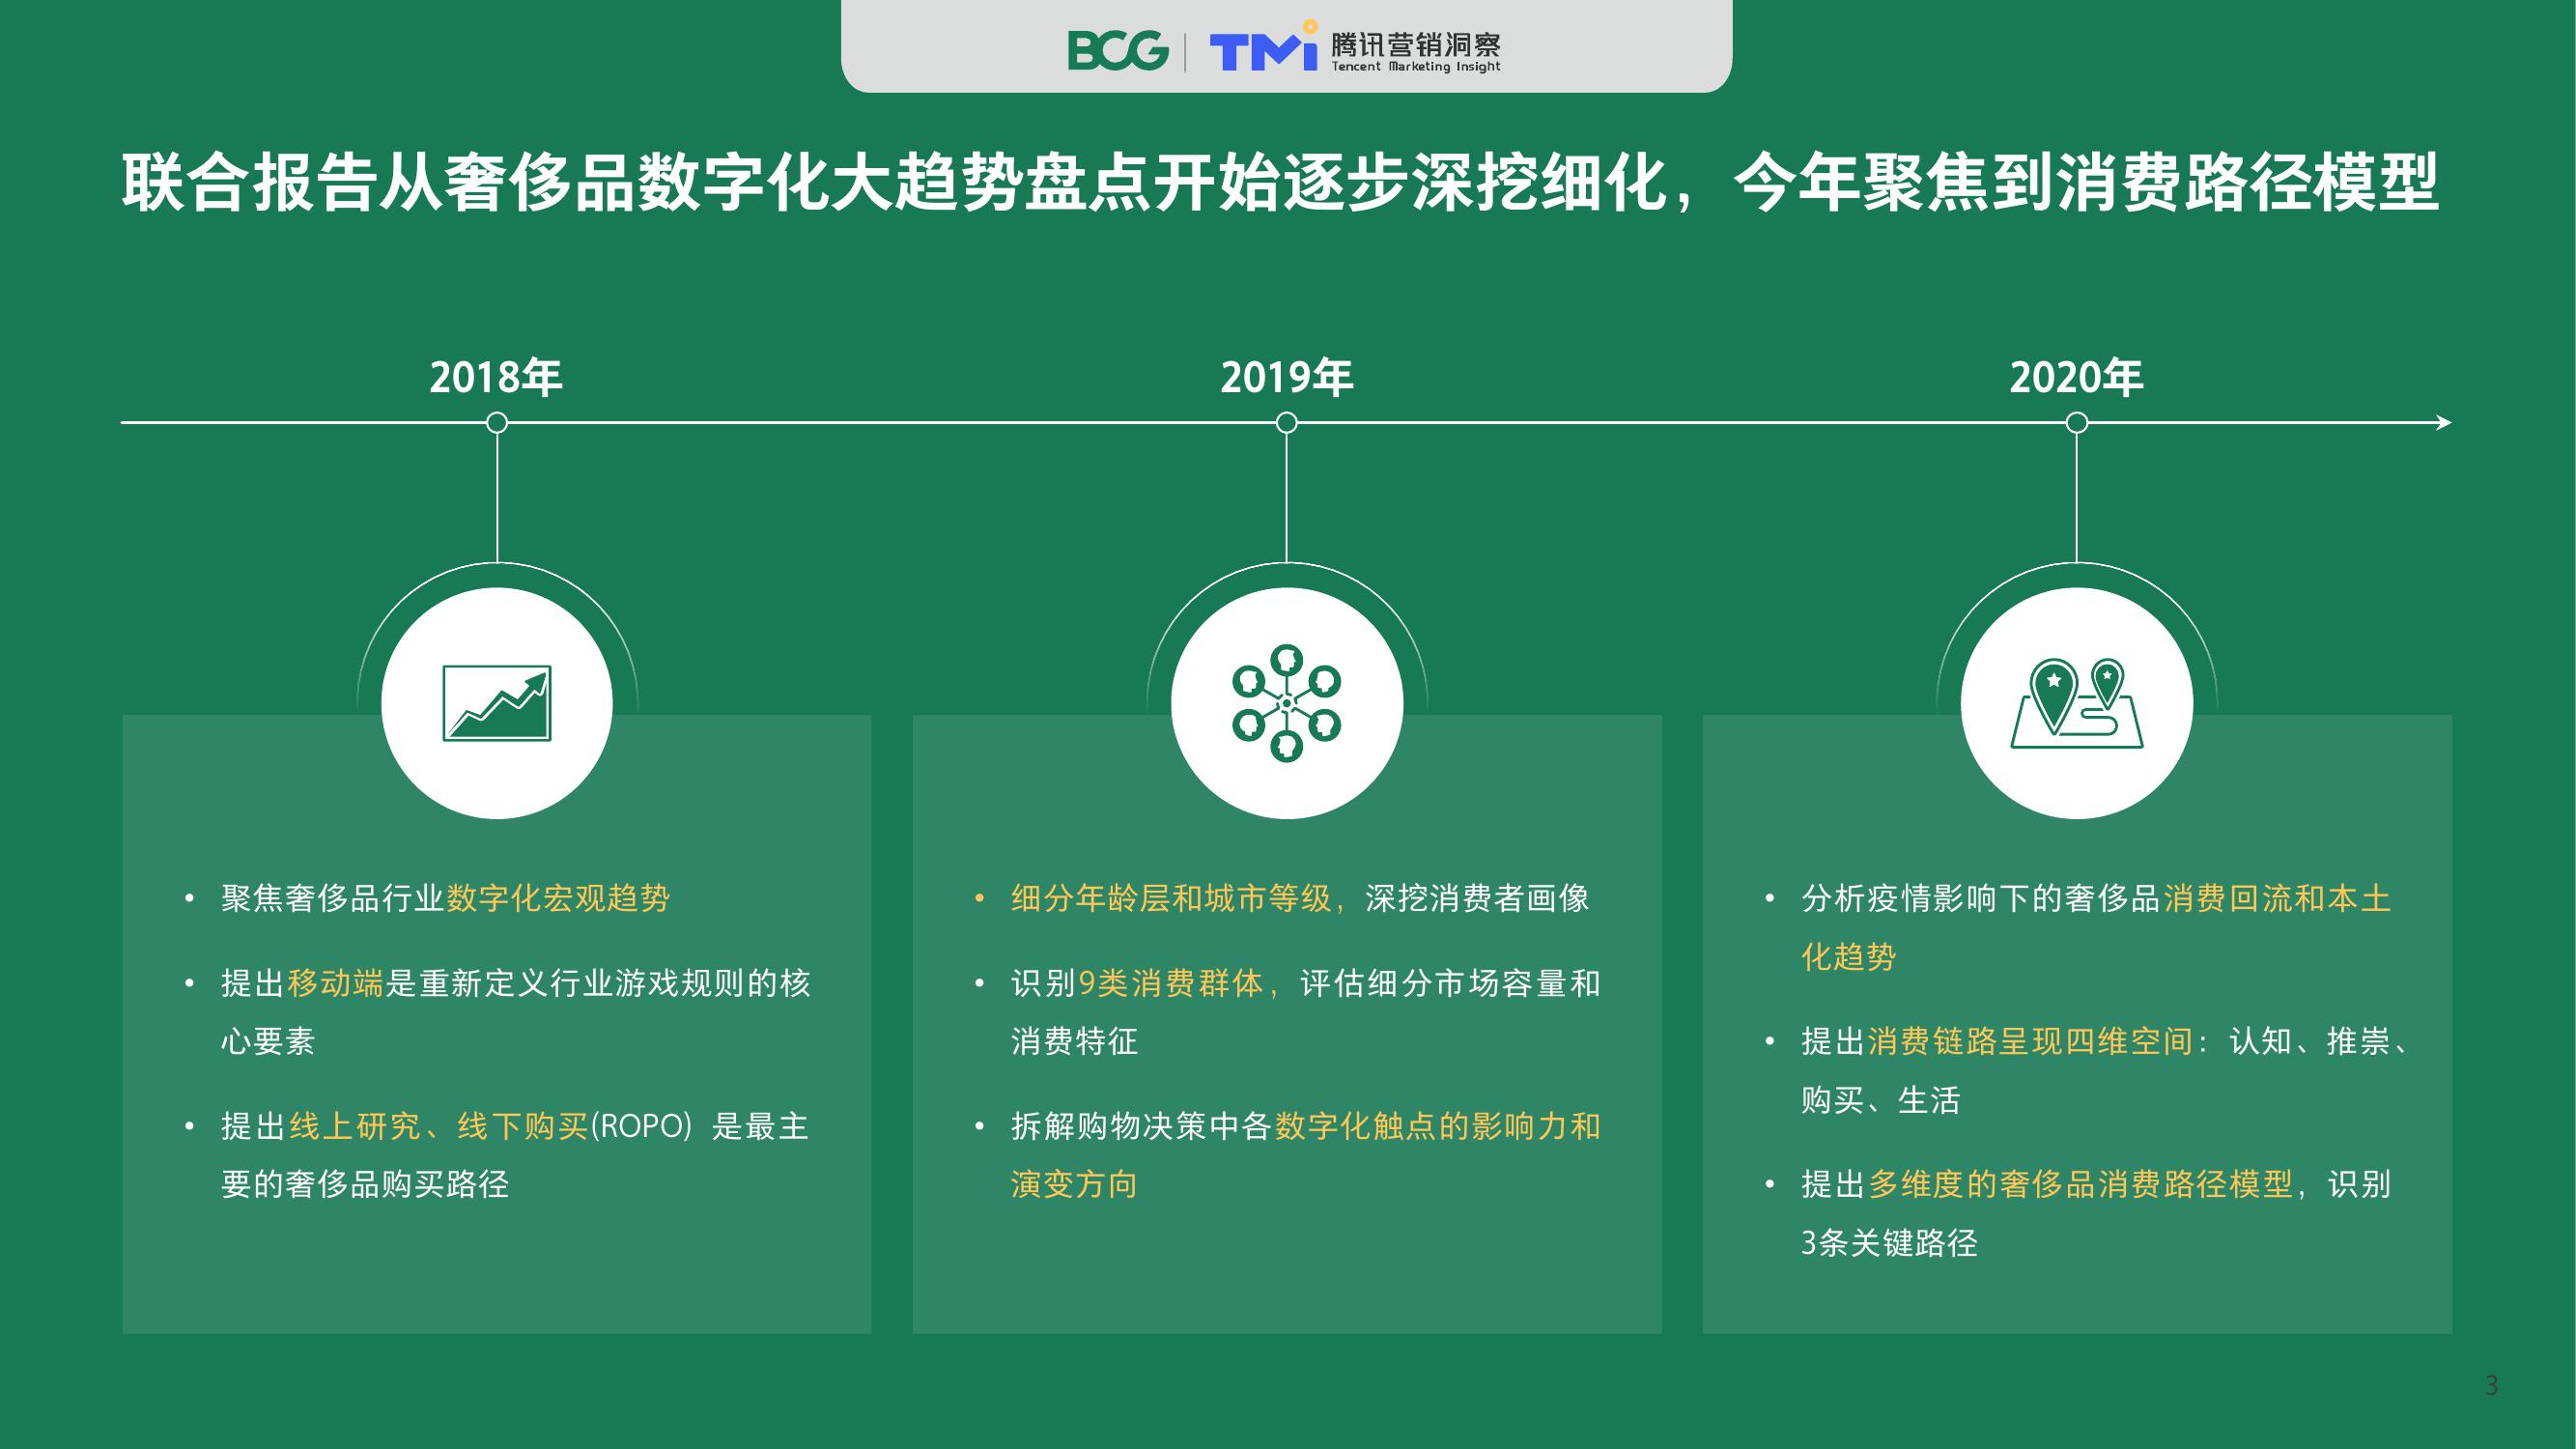 BCG | TMi 腾讯营销洞察
Tencent Marketing Insight
联合报告从奢侈品数字化大趋势盘点开始逐步深挖细化，今年聚焦到消费路径模型
2018年
2019年
2020年
• 聚焦奢侈品行业数字化宏观趋势
• 提出移动端是重新定义行业游戏规则的核
心要素
• 提出线上研究、线下购买(ROPO) 是最主
要的奢侈品购买路径
• 细分年龄层和城市等级，深挖消费者画像
• 识别9类消费群体，评估细分市场容量和
消费特征
• 拆解购物决策中各数字化触点的影响力和
演变方向
• 分析疫情影响下的奢侈品消费回流和本土
化趋势
• 提出消费链路呈现四维空间：认知、推崇、
购买、生活
• 提出多维度的奢侈品消费路径模型，识别
3条关键路径
3